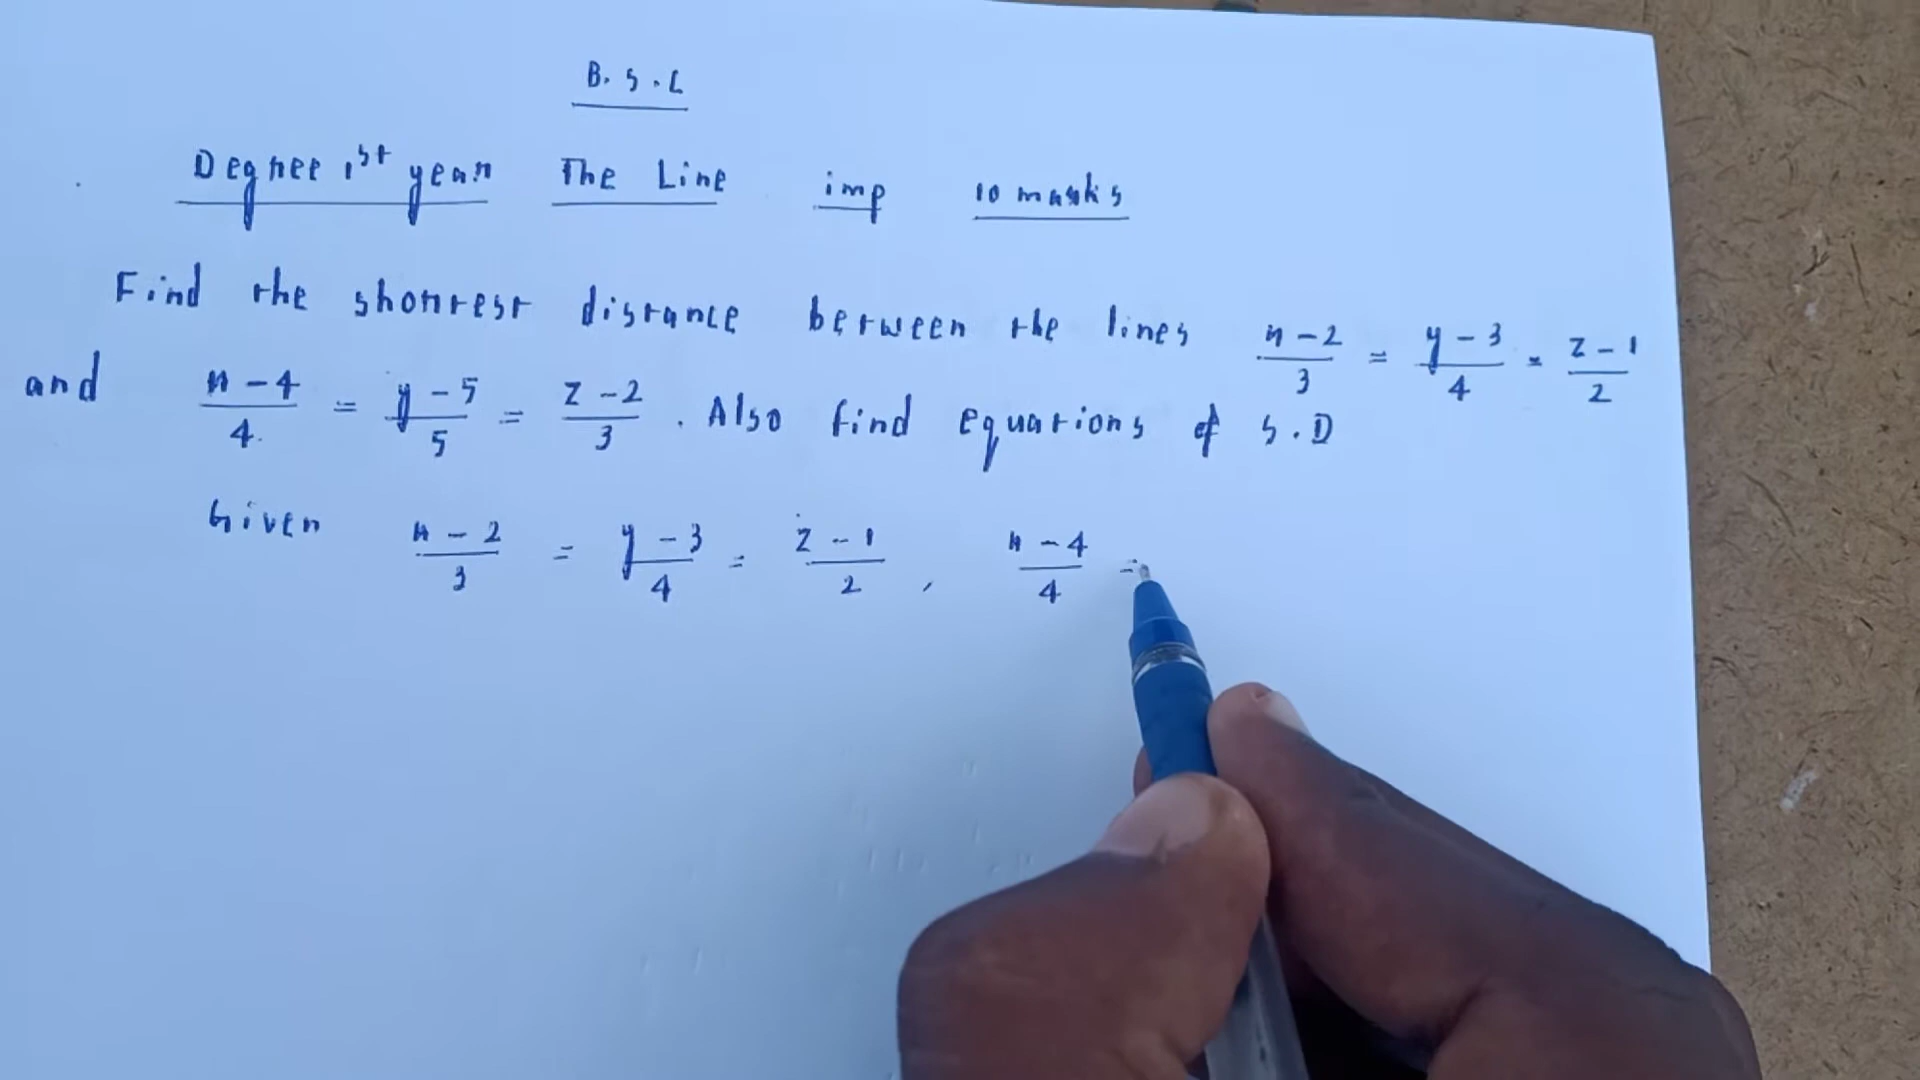 B.S.C
Degree 1st year The Line imp 10 marks
Find the shortest distance between the lines x-2/3 = y-3/4 = z-1/2
and x-4/4 = y-5/5 = z-2/3 . Also find equations of S.D
Given x-2/3 = y-3/4 = z-1/2 , x-4/4 =